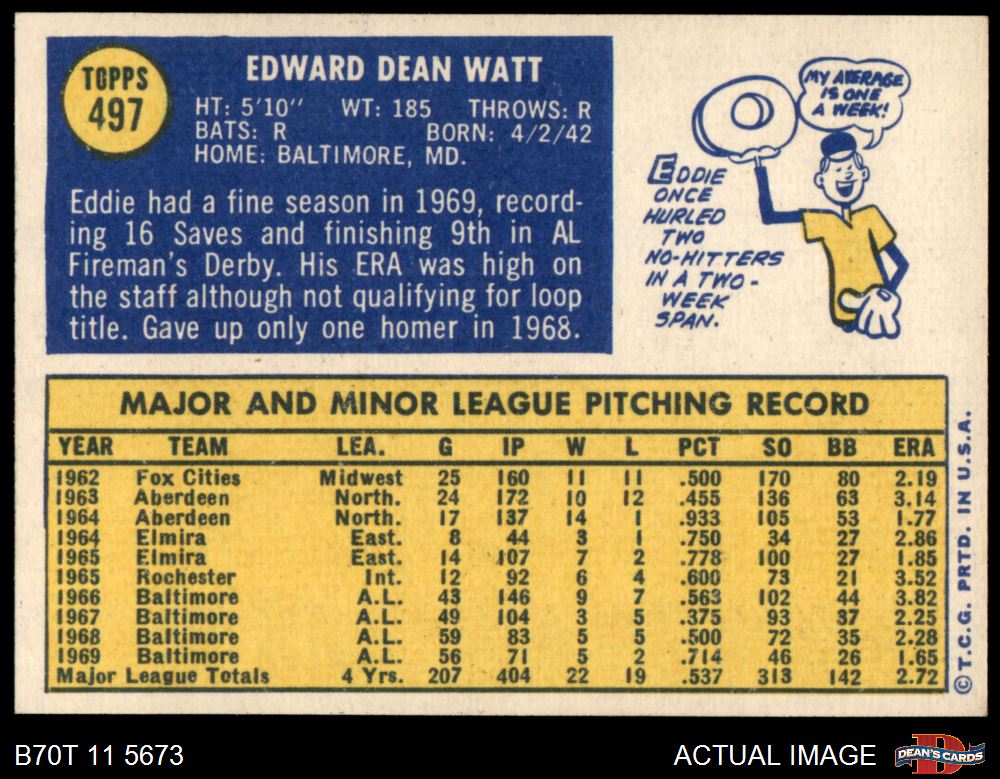 TOPPS
497
EDWARD DEAN WATT
HT: 5'10" WT: 185 THROWS: R
BATS: R BORN: 4/2/42
HOME: BALTIMORE, MD.
Eddie had a fine season in 1969, record-
ing 16 Saves and finishing 9th in AL
Fireman's Derby. His ERA was high on
the staff although not qualifying for loop
title. Gave up only one homer in 1968.
MY AVERAGE
IS ONE
A WEEK!
EDDIE
ONCE
HURLED
TWO
NO-HITTERS
IN A TWO-
WEEK
SPAN.
MAJOR AND MINOR LEAGUE PITCHING RECORD
YEAR TEAM LEA. G IP W L PCT SO BB ERA
1962 Fox Cities Midwest 25 160 11 11 .500 170 80 2.19
1963 Aberdeen North. 24 172 10 12 .455 136 63 3.14
1964 Aberdeen North. 17 137 14 1 .933 105 53 1.77
1964 Elmira East. 8 44 3 1 .750 34 27 2.86
1965 Elmira East. 14 107 7 2 .778 100 27 1.85
1965 Rochester Int. 12 92 6 4 .600 73 21 3.52
1966 Baltimore A.L. 43 146 9 7 .563 102 44 3.82
1967 Baltimore A.L. 49 104 3 5 .375 93 37 2.25
1968 Baltimore A.L. 59 83 5 5 .500 72 35 2.28
1969 Baltimore A.L. 56 71 5 2 .714 46 26 1.65
Major League Totals 4 Yrs. 207 404 22 19 .537 313 142 2.72
©T.C.G. PRTD. IN U.S.A.
B70T 11 5673
ACTUAL IMAGE
D
DEAN'S CARDS